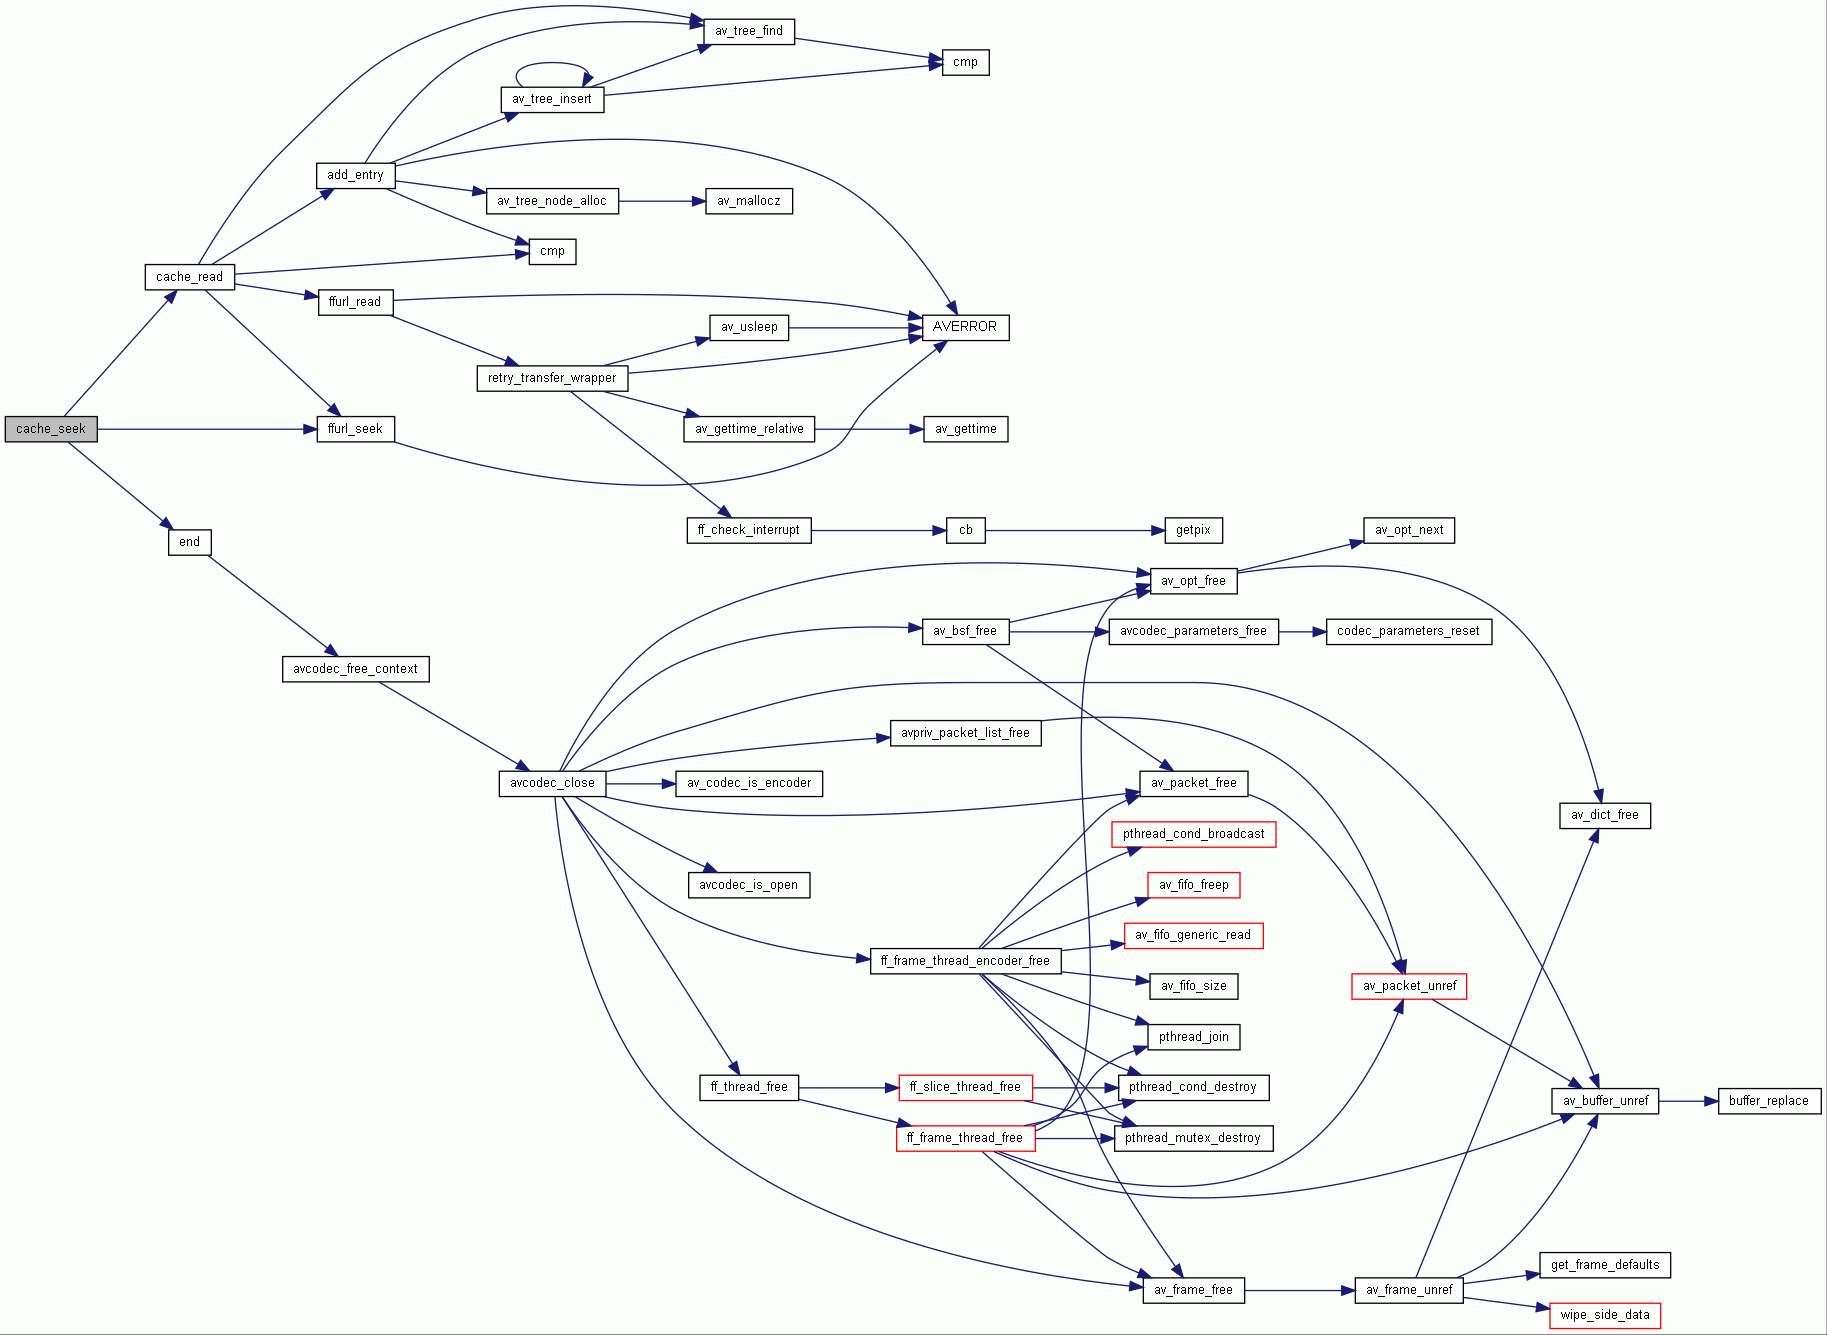 av_tree_find
cmp
av_tree_insert
add_entry
av_tree_node_alloc
av_mallocz
cmp
cache_read
ffurl_read
av_usleep
AVERROR
retry_transfer_wrapper
cache_seek
ffurl_seek
av_gettime_relative
av_gettime
ff_check_interrupt
cb
getpix
av_opt_next
end
av_opt_free
av_bsf_free
avcodec_parameters_free
codec_parameters_reset
avcodec_free_context
avpriv_packet_list_free
avcodec_close
av_codec_is_encoder
av_packet_free
av_dict_free
pthread_cond_broadcast
avcodec_is_open
av_fifo_freep
av_fifo_generic_read
ff_frame_thread_encoder_free
av_fifo_size
av_packet_unref
pthread_join
ff_thread_free
ff_slice_thread_free
pthread_cond_destroy
av_buffer_unref
buffer_replace
ff_frame_thread_free
pthread_mutex_destroy
get_frame_defaults
av_frame_free
av_frame_unref
wipe_side_data